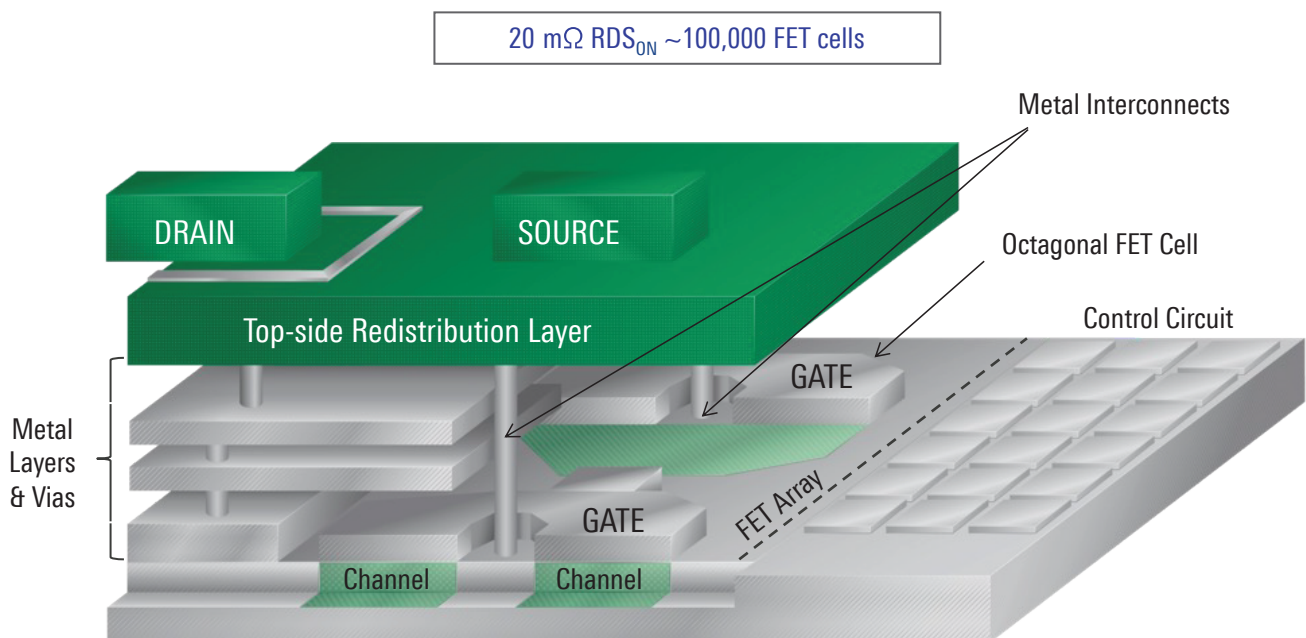 20 mΩ RDSON ~100,000 FET cells
Metal Interconnects
DRAIN
SOURCE
Octagonal FET Cell
Top-side Redistribution Layer
Control Circuit
GATE
Metal
Layers
& Vias
FET Array
GATE
Channel
Channel